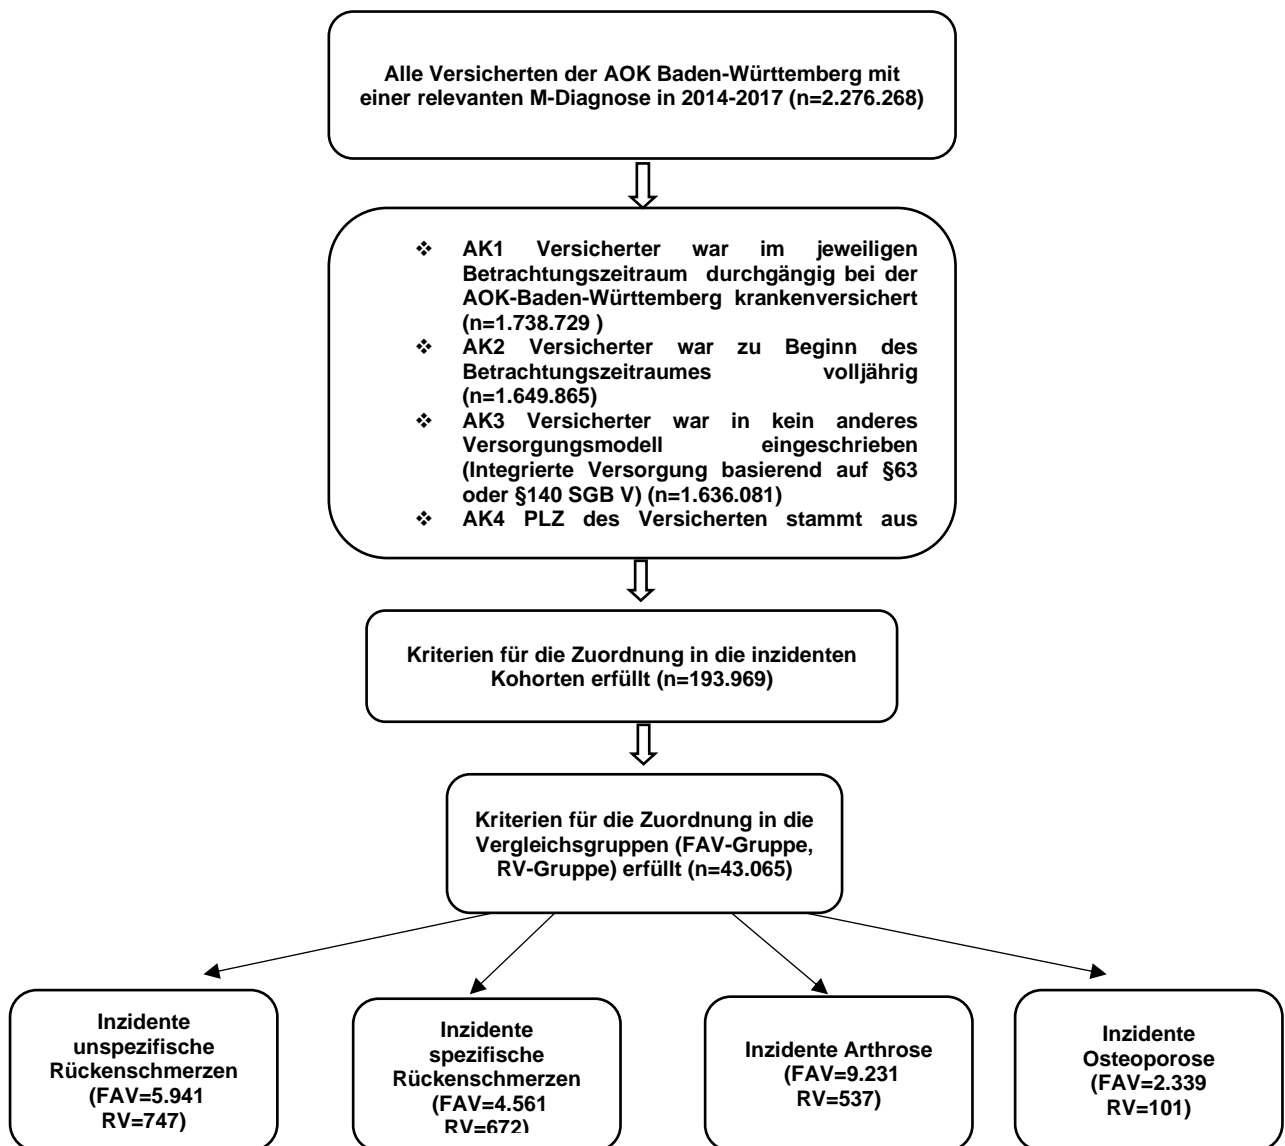 Alle Versicherten der AOK Baden-Württemberg mit
einer relevanten M-Diagnose in 2014-2017 (n=2.276.268)
❖ AK1 Versicherter war im jeweiligen
Betrachtungszeitraum durchgängig bei der
AOK-Baden-Württemberg krankenversichert
(n=1.738.729 )
❖ AK2 Versicherter war zu Beginn des
Betrachtungszeitraumes volljährig
(n=1.649.865)
❖ AK3 Versicherter war in kein anderes
Versorgungsmodell eingeschrieben
(Integrierte Versorgung basierend auf §63
oder §140 SGB V) (n=1.636.081)
❖ AK4 PLZ des Versicherten stammt aus
Kriterien für die Zuordnung in die inzidenten
Kohorten erfüllt (n=193.969)
Kriterien für die Zuordnung in die
Vergleichsgruppen (FAV-Gruppe,
RV-Gruppe) erfüllt (n=43.065)
Inzidente
unspezifische
Rückenschmerzen
(FAV=5.941
RV=747)
Inzidente
spezifische
Rückenschmerzen
(FAV=4.561
RV=672)
Inzidente Arthrose
(FAV=9.231
RV=537)
Inzidente
Osteoporose
(FAV=2.339
RV=101)